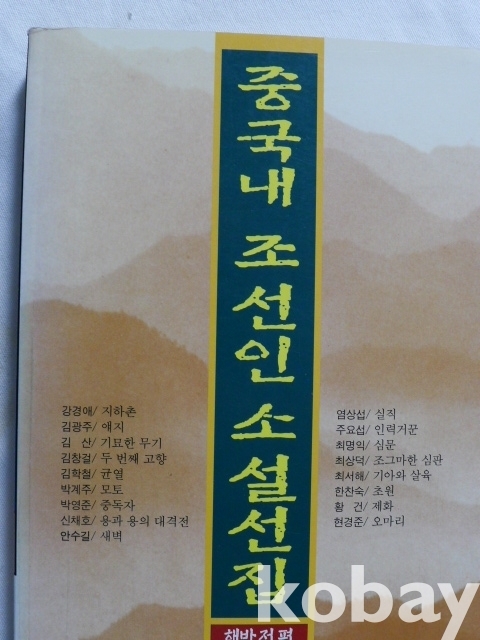 중국내 조선인 소설선집
강경애/ 지하촌
김광주/ 애지
김 산/ 기묘한 무기
김창걸/ 두 번째 고향
김학철/ 균열
박계주/ 모토
박영준/ 중독자
신채호/ 용과 용의 대격전
안수길/ 새벽
염상섭/ 실직
주요섭/ 인력거꾼
최명익/ 심문
최상덕/ 조그마한 심판
최서해/ 기아와 살육
한찬숙/ 초원
황 건/ 제화
현경준/ 오마리
해방전편
kobay